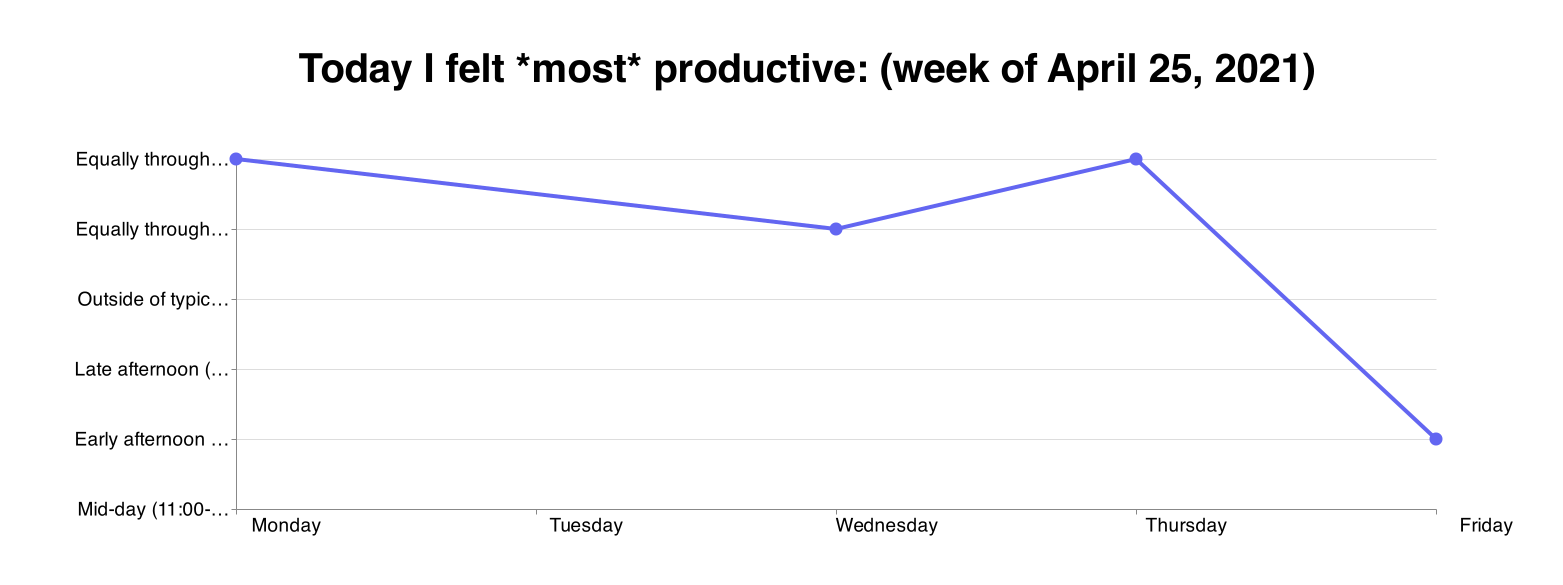 Today I felt *most* productive: (week of April 25, 2021)
Equally through…
Equally through…
Outside of typic…
Late afternoon (…
Early afternoon …
Mid-day (11:00-…
Monday Tuesday Wednesday Thursday Friday